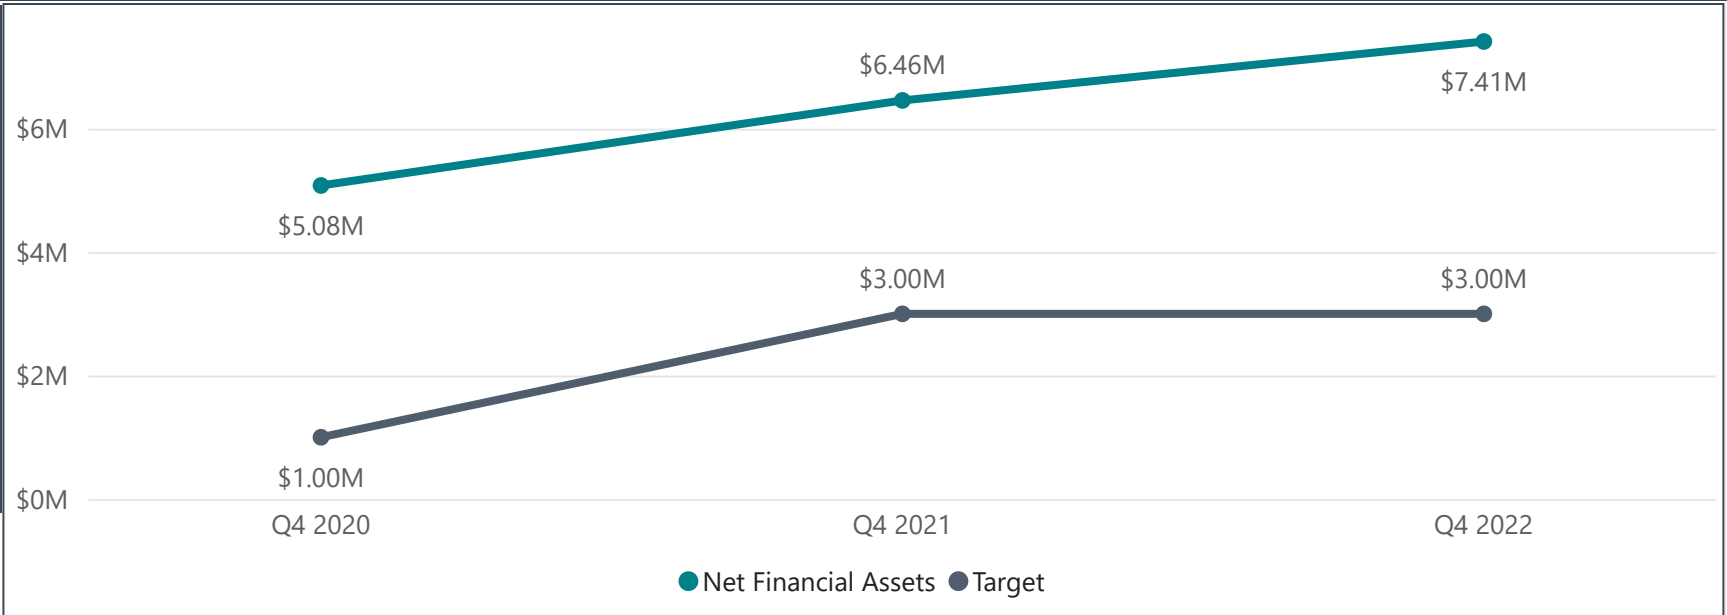 $6.46M
$7.41M
$6M
$5.08M
$4M
$3.00M $3.00M
$2M
$1.00M
$0M
Q4 2020 Q4 2021 Q4 2022
Net Financial Assets Target